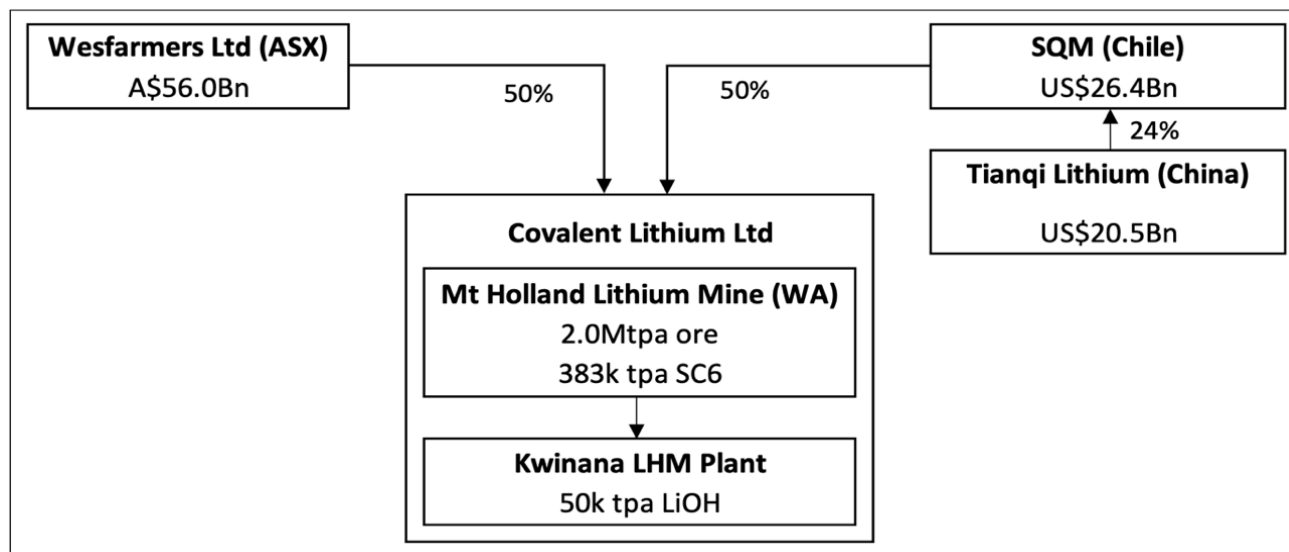 Wesfarmers Ltd (ASX)
A$56.0Bn
50%
50%
SQM (Chile)
US$26.4Bn
24%
Tianqi Lithium (China)
US$20.5Bn
Covalent Lithium Ltd
Mt Holland Lithium Mine (WA)
2.0Mtpa ore
383k tpa SC6
Kwinana LHM Plant
50k tpa LiOH